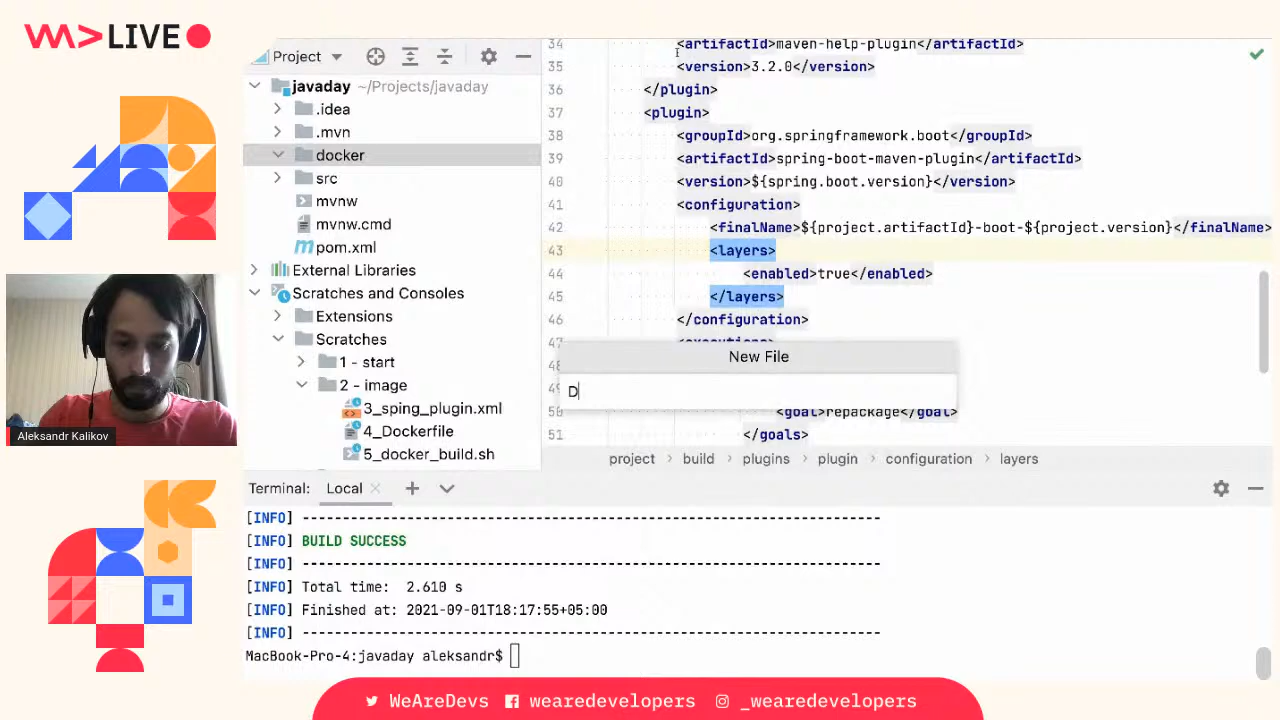 WA>LIVE
Project
javaday ~/Projects/javaday
.idea
.mvn
docker
src
mvnw
mvnw.cmd
pom.xml
External Libraries
Scratches and Consoles
Extensions
Scratches
1 - start
2 - image
3_sping_plugin.xml
4_Dockerfile
5_docker_build.sh
34 <artifactId>maven-help-plugin</artifactId>
35 <version>3.2.0</version>
36 </plugin>
37 <plugin>
38 <groupId>org.springframework.boot</groupId>
39 <artifactId>spring-boot-maven-plugin</artifactId>
40 <version>${spring.boot.version}</version>
41 <configuration>
42 <finalName>${project.artifactId}-boot-${project.version}</finalName>
43 <layers>
44 <enabled>true</enabled>
45 </layers>
46 </configuration>
47
48 New File
49 D
50 <goal>repackage</goal>
51 </goals>
project > build > plugins > plugin > configuration > layers
Terminal: Local
[INFO] ------------------------------------------------------------------------
[INFO] BUILD SUCCESS
[INFO] ------------------------------------------------------------------------
[INFO] Total time: 2.610 s
[INFO] Finished at: 2021-09-01T18:17:55+05:00
[INFO] ------------------------------------------------------------------------
MacBook-Pro-4:javaday aleksandr$
Aleksandr Kalikov
WeAreDevs wearedevelopers _wearedevelopers